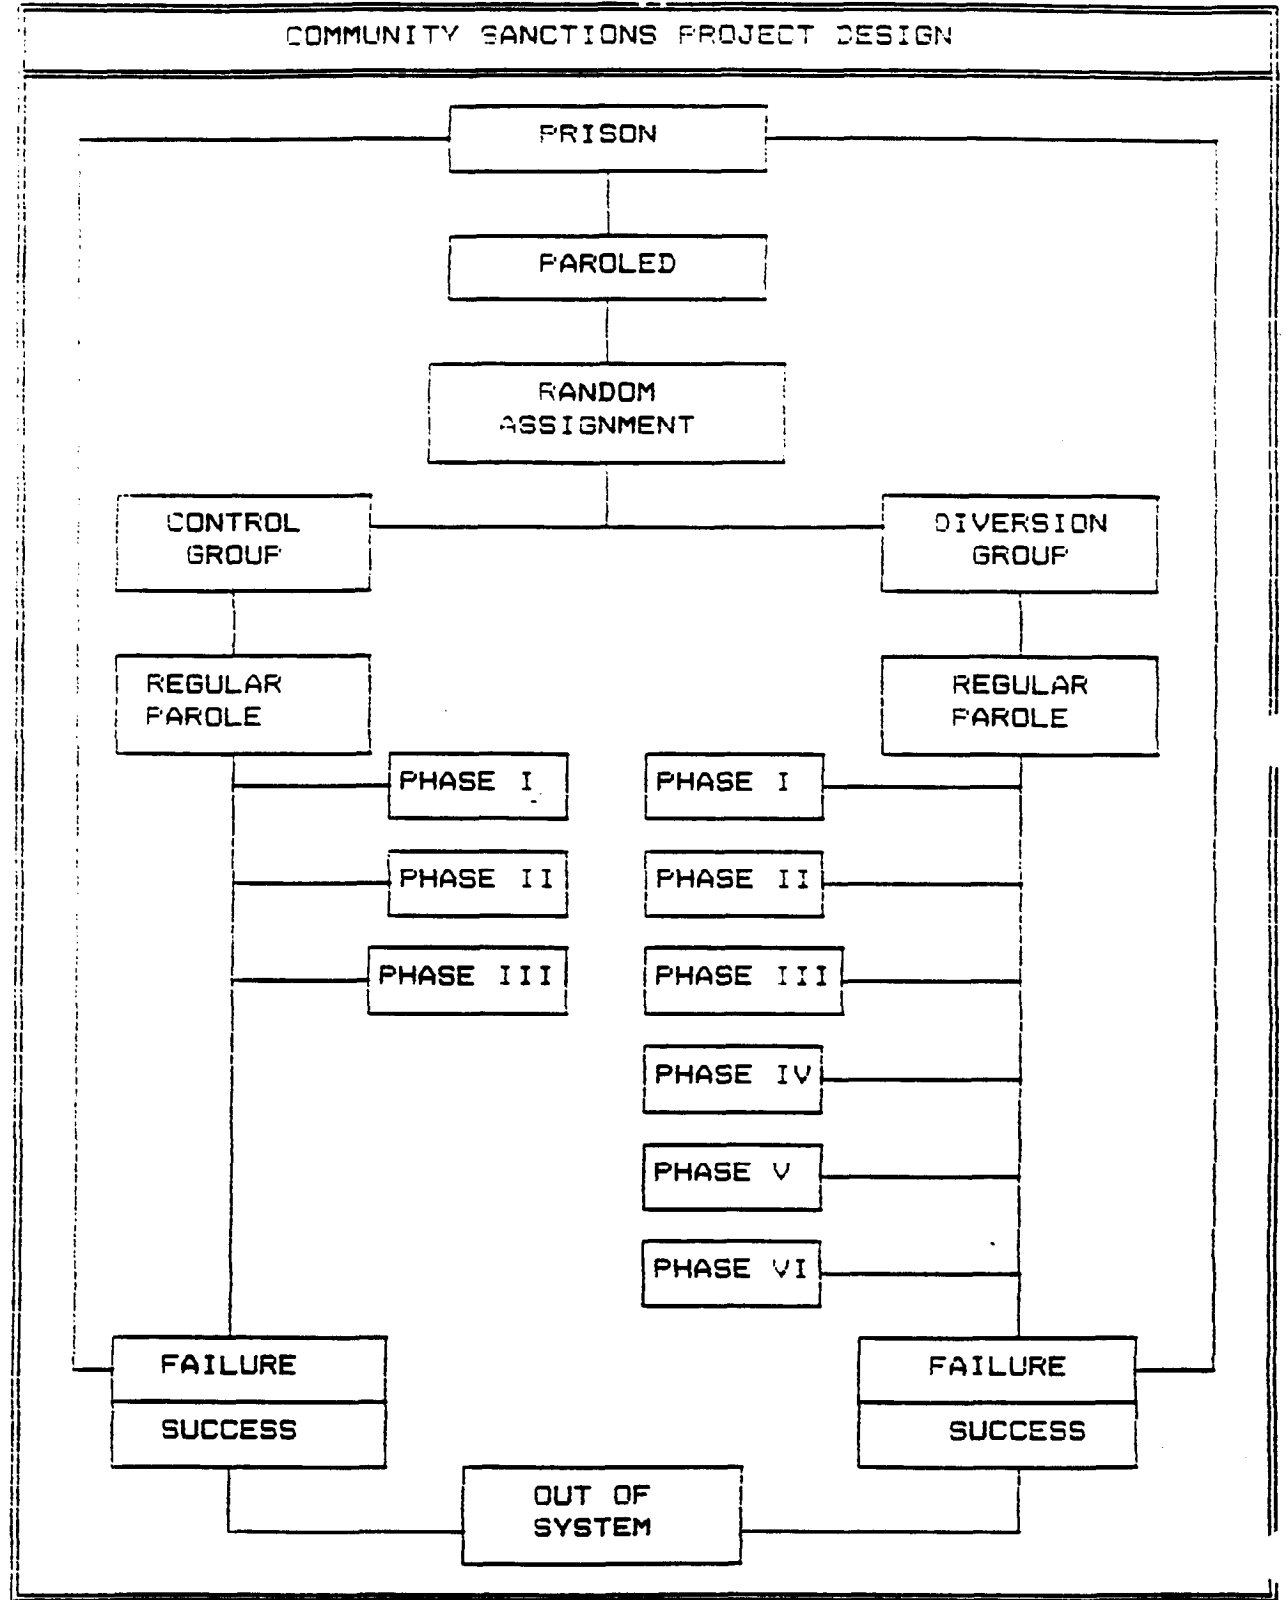 COMMUNITY SANCTIONS PROJECT DESIGN
PRISON
PAROLED
RANDOM
ASSIGNMENT
CONTROL
GROUP
DIVERSION
GROUP
REGULAR
PAROLE
REGULAR
PAROLE
PHASE I
PHASE I
PHASE II
PHASE II
PHASE III
PHASE III
PHASE IV
PHASE V
PHASE VI
FAILURE
FAILURE
SUCCESS
SUCCESS
OUT OF
SYSTEM